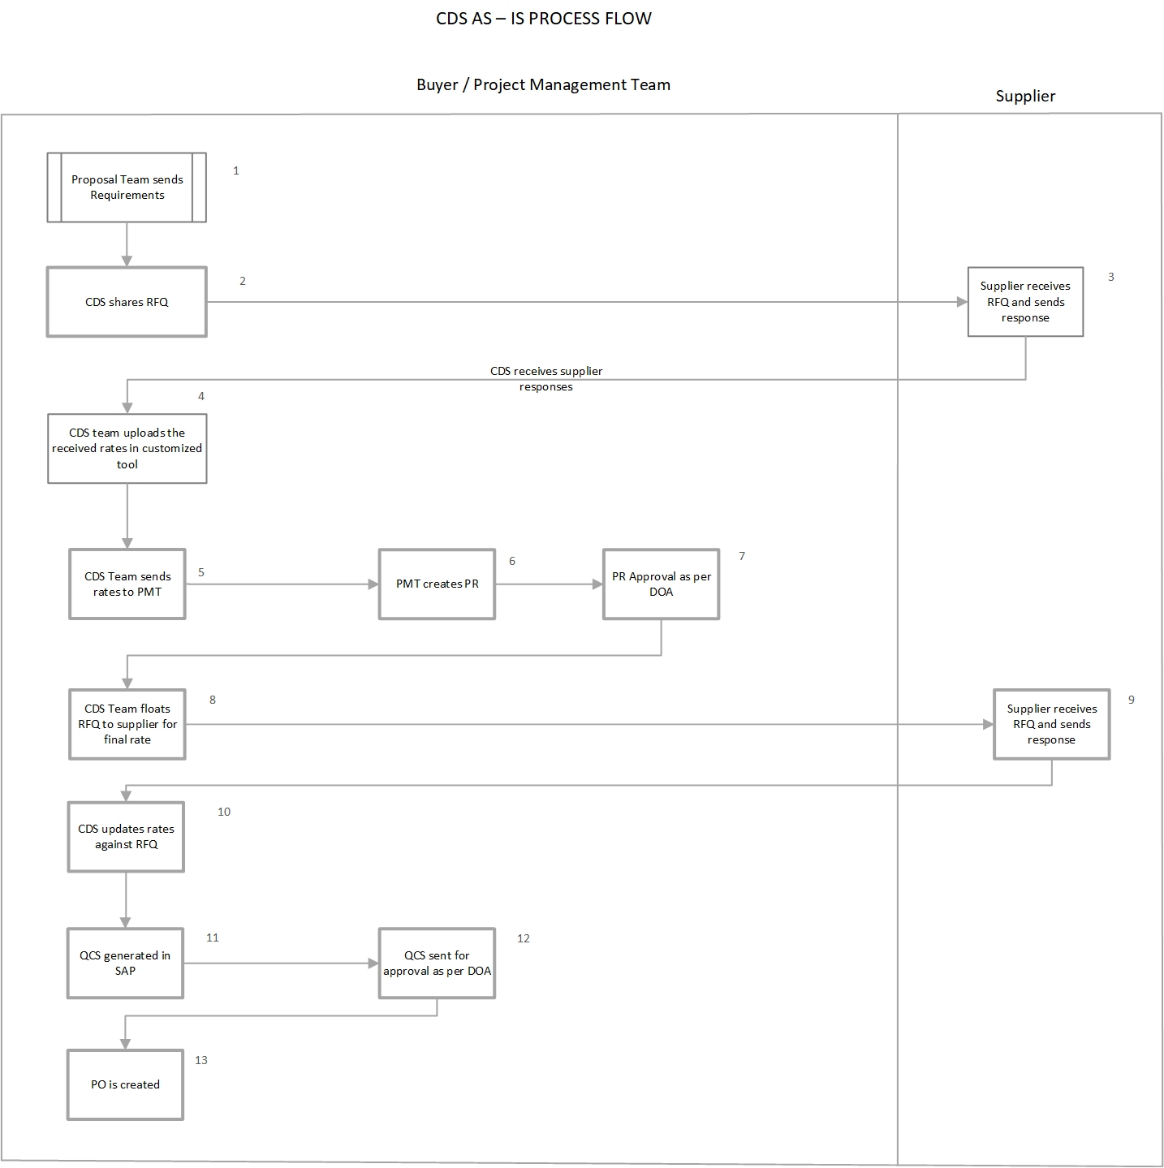 CDS AS – IS PROCESS FLOW
Buyer / Project Management Team
Supplier
Proposal Team sends
Requirements
1
CDS shares RFQ
2
Supplier receives
RFQ and sends
response
3
CDS receives supplier
responses
4
CDS team uploads the
received rates in customized
tool
CDS Team sends
rates to PMT
5
PMT creates PR
6
PR Approval as per
DOA
7
CDS Team floats
RFQ to supplier for
final rate
8
Supplier receives
RFQ and sends
response
9
CDS updates rates
against RFQ
10
QCS generated in
SAP
11
QCS sent for
approval as per DOA
12
PO is created
13